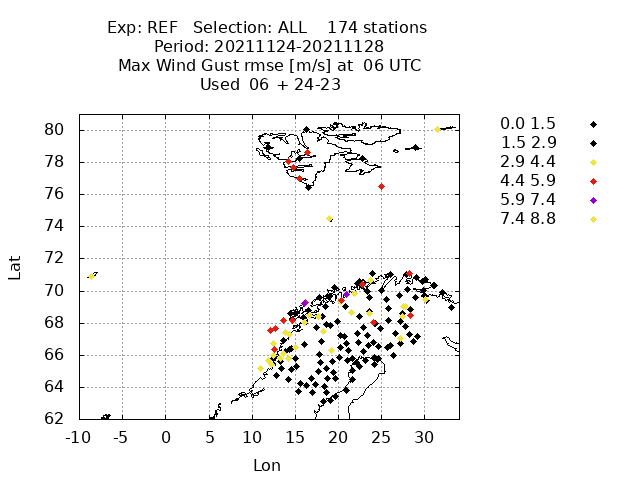 Exp: REF Selection: ALL 174 stations
Period: 20211124-20211128
Max Wind Gust rmse [m/s] at 06 UTC
Used 06 + 24-23
0.0 1.5
1.5 2.9
2.9 4.4
4.4 5.9
5.9 7.4
7.4 8.8
80
78
76
74
72
70
68
66
64
62
Lat
-10 -5 0 5 10 15 20 25 30
Lon